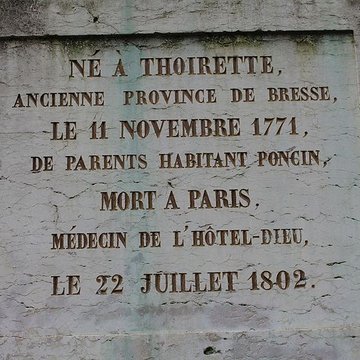 NÉ À THOIRETTE,
ANCIENNE PROVINCE DE BRESSE,
LE 11 NOVEMBRE 1771,
DE PARENTS HABITANT PONCIN,
MORT À PARIS,
MÉDECIN DE L'HÔTEL-DIEU,
LE 22 JUILLET 1802.